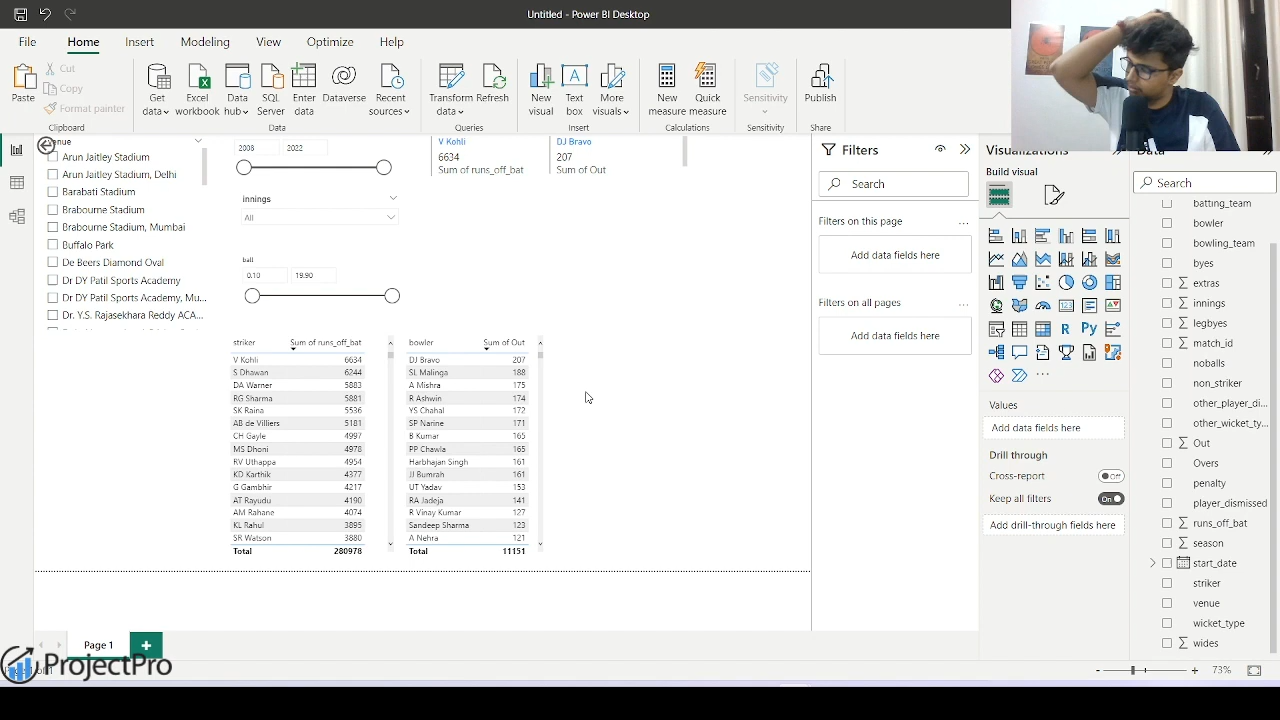 Untitled - Power BI Desktop
File Home Insert Modeling View Optimize Help
Paste
Cut
Copy
Format painter
Clipboard
Get data
Excel workbook
Data hub
SQL Server
Enter data
Dataverse
Recent sources
Data
Transform data
Refresh
Queries
New visual
Text box
More visuals
Insert
New measure
Quick measure
Calculations
Sensitivity
Sensitivity
Publish
Share
Arun Jaitley Stadium
Arun Jaitley Stadium, Delhi
Barabati Stadium
Brabourne Stadium
Brabourne Stadium, Mumbai
Buffalo Park
De Beers Diamond Oval
Dr DY Patil Sports Academy
Dr DY Patil Sports Academy, Mu...
Dr. Y.S. Rajasekhara Reddy ACA...
2008 2022
innings
All
ball
0.10 19.90
V Kohli
6634
Sum of runs_off_bat
DJ Bravo
207
Sum of Out
striker Sum of runs_off_bat
V Kohli 6634
S Dhawan 6244
DA Warner 5883
RG Sharma 5881
SK Raina 5536
AB de Villiers 5181
CH Gayle 4997
MS Dhoni 4978
RV Uthappa 4954
KD Karthik 4377
G Gambhir 4217
AT Rayudu 4190
AM Rahane 4074
KL Rahul 3895
SR Watson 3880
Total 280978
bowler Sum of Out
DJ Bravo 207
SL Malinga 188
A Mishra 175
R Ashwin 174
YS Chahal 172
SP Narine 171
B Kumar 165
PP Chawla 165
Harbhajan Singh 161
JJ Bumrah 161
UT Yadav 153
RA Jadeja 141
R Vinay Kumar 127
Sandeep Sharma 123
A Nehra 121
Total 11151
Filters
Search
Filters on this page ...
Add data fields here
Filters on all pages ...
Add data fields here
Visualizations
Build visual
R Py
123
...
Values
Add data fields here
Drill through
Cross-report Off
Keep all filters On
Add drill-through fields here
Data
Search
batting_team
bowler
bowling_team
byes
extras
innings
legbyes
match_id
noballs
non_striker
other_player_di...
other_wicket_ty...
Out
Overs
penalty
player_dismissed
runs_off_bat
season
start_date
striker
venue
wicket_type
wides
Page 1
ProjectPro
73%